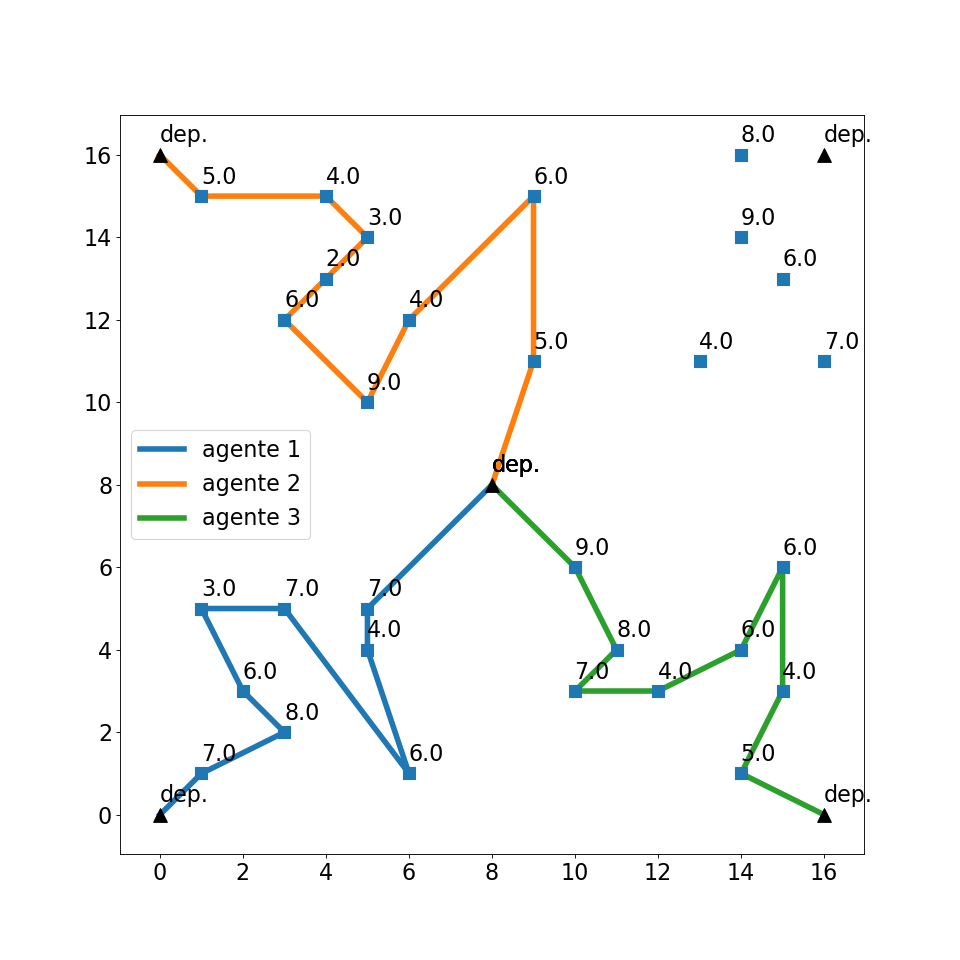 dep. 8.0 dep.
16
5.0 4.0 6.0
3.0 9.0
14
2.0 6.0
6.0 4.0
12
5.0 4.0 7.0
9.0
10
agente 1
agente 2
agente 3
dep.
8
9.0 6.0
6
3.0 7.0 7.0
4.0 8.0 6.0
4
6.0 7.0 4.0 4.0
8.0
2
7.0 6.0 5.0
dep. dep.
0
0 2 4 6 8 10 12 14 16